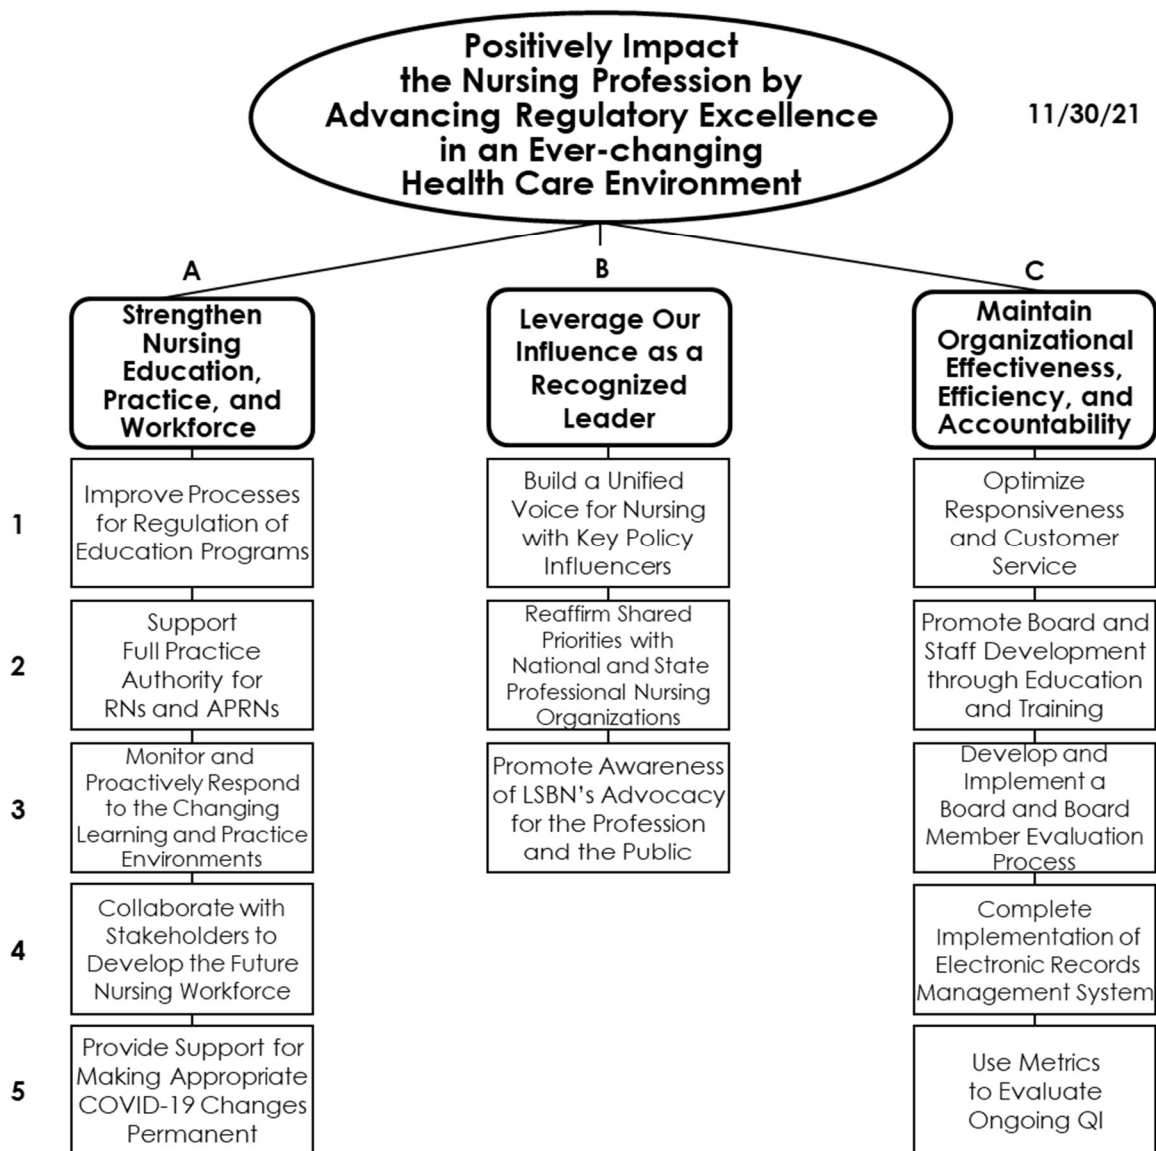 Positively Impact
the Nursing Profession by
Advancing Regulatory Excellence
in an Ever-changing
Health Care Environment
11/30/21
A
Strengthen
Nursing
Education,
Practice, and
Workforce
B
Leverage Our
Influence as a
Recognized
Leader
C
Maintain
Organizational
Effectiveness,
Efficiency, and
Accountability
1
Improve Processes
for Regulation of
Education Programs
Build a Unified
Voice for Nursing
with Key Policy
Influencers
Optimize
Responsiveness
and Customer
Service
2
Support
Full Practice
Authority for
RNs and APRNs
Reaffirm Shared
Priorities with
National and State
Professional Nursing
Organizations
Promote Board and
Staff Development
through Education
and Training
3
Monitor and
Proactively Respond
to the Changing
Learning and Practice
Environments
Promote Awareness
of LSBN's Advocacy
for the Profession
and the Public
Develop and
Implement a
Board and Board
Member Evaluation
Process
4
Collaborate with
Stakeholders to
Develop the Future
Nursing Workforce
Complete
Implementation of
Electronic Records
Management System
5
Provide Support for
Making Appropriate
COVID-19 Changes
Permanent
Use Metrics
to Evaluate
Ongoing QI